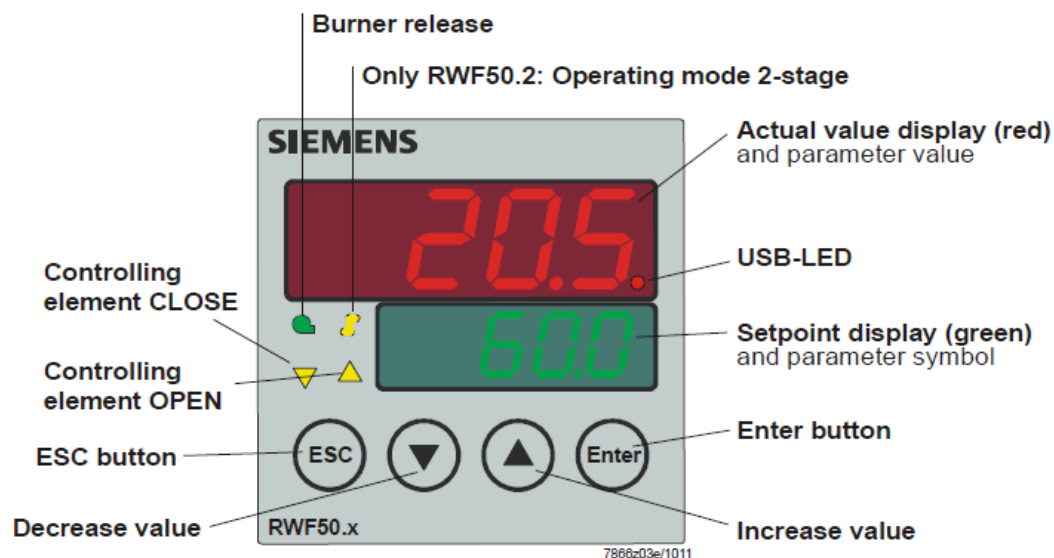 Burner release
Only RWF50.2: Operating mode 2-stage
SIEMENS
Actual value display (red)
and parameter value
20.5.
USB-LED
Controlling
element CLOSE
60.0
Setpoint display (green)
and parameter symbol
Controlling
element OPEN
ESC button
ESC
Enter
Enter button
Decrease value
RWF50.x
Increase value
7866z03e/1011